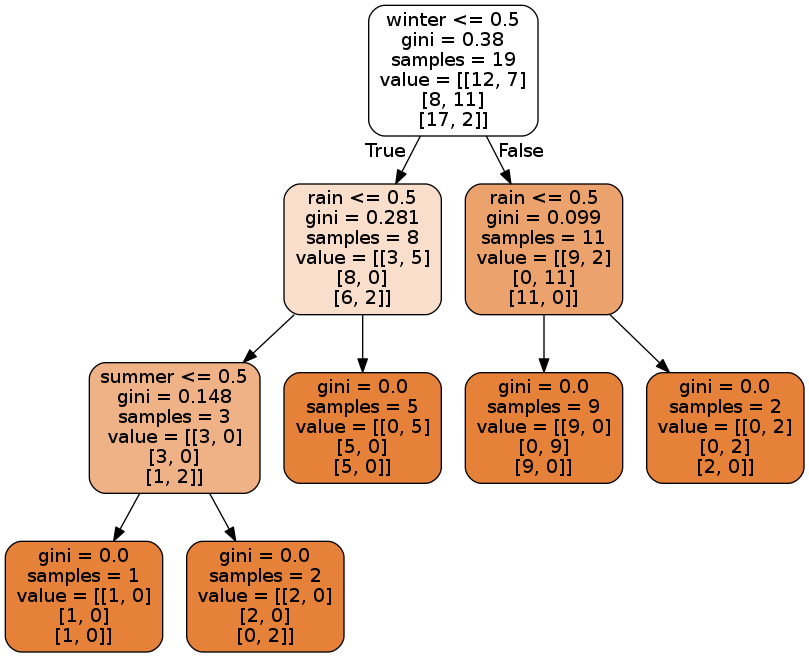 winter <= 0.5
gini = 0.38
samples = 19
value = [[12, 7]
[8, 11]
[17, 2]]
True
False
rain <= 0.5
gini = 0.281
samples = 8
value = [[3, 5]
[8, 0]
[6, 2]]
rain <= 0.5
gini = 0.099
samples = 11
value = [[9, 2]
[0, 11]
[11, 0]]
summer <= 0.5
gini = 0.148
samples = 3
value = [[3, 0]
[3, 0]
[1, 2]]
gini = 0.0
samples = 5
value = [[0, 5]
[5, 0]
[5, 0]]
gini = 0.0
samples = 9
value = [[9, 0]
[0, 9]
[9, 0]]
gini = 0.0
samples = 2
value = [[0, 2]
[0, 2]
[2, 0]]
gini = 0.0
samples = 1
value = [[1, 0]
[1, 0]
[1, 0]]
gini = 0.0
samples = 2
value = [[2, 0]
[2, 0]
[0, 2]]